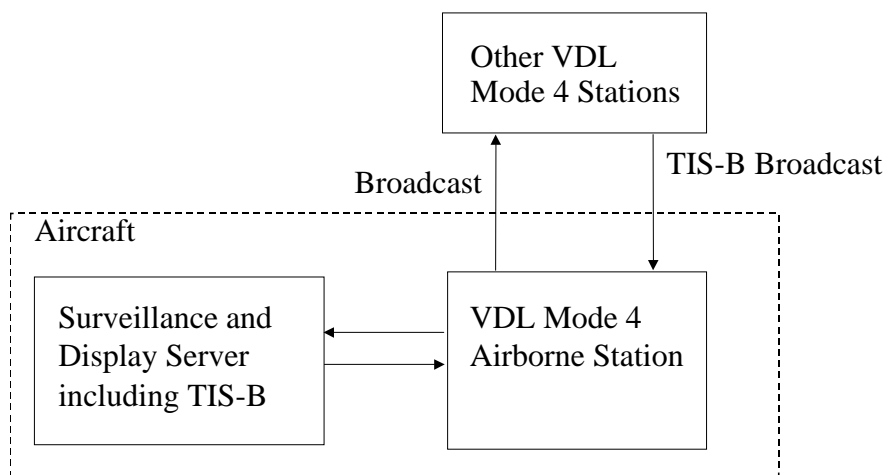 Other VDL
Mode 4 Stations
Broadcast
TIS-B Broadcast
Aircraft
Surveillance and
Display Server
including TIS-B
VDL Mode 4
Airborne Station